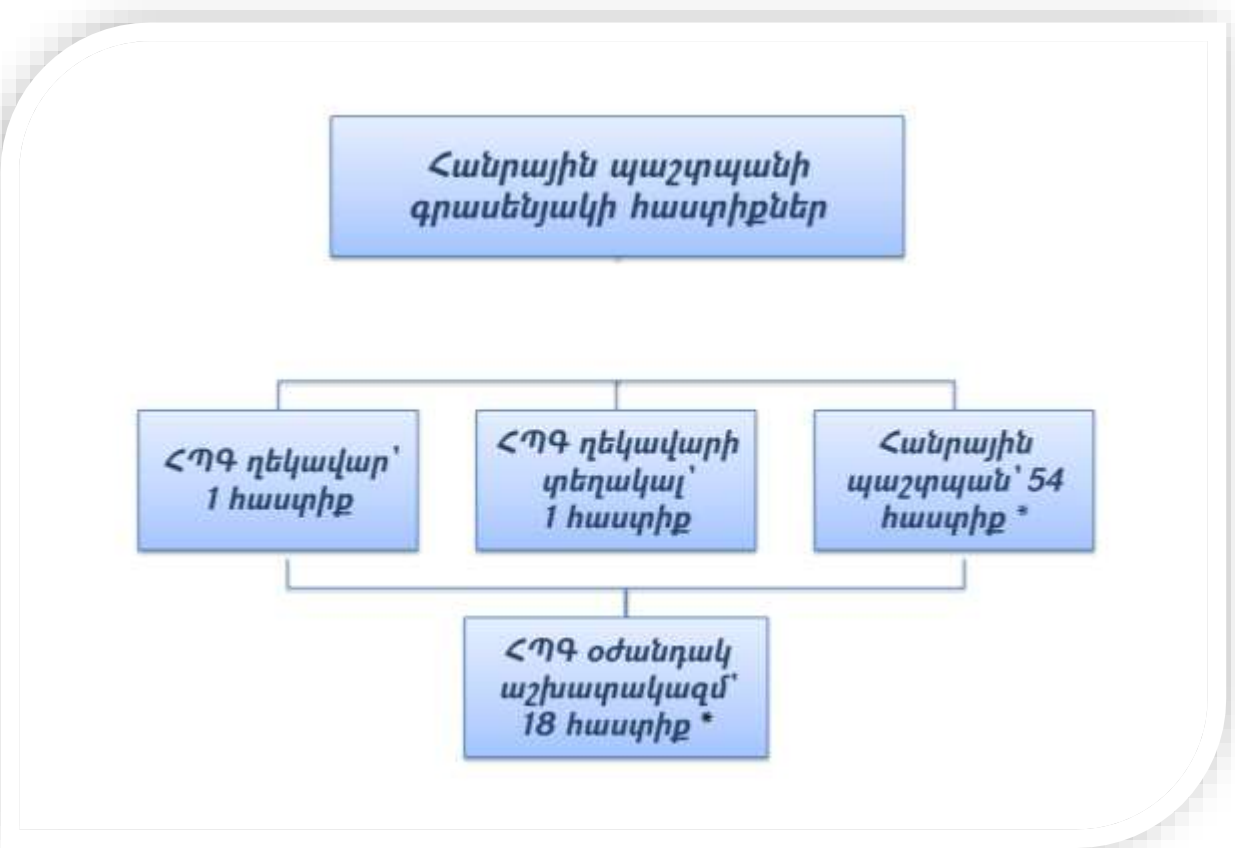 Հանրային պաշտպանի
գրասենյակի հաստիքներ
ՀՊԳ ղեկավար՝
1 հաստիք
ՀՊԳ ղեկավարի
տեղակալ՝
1 հաստիք
Հանրային
պաշտպան՝ 54
հաստիք *
ՀՊԳ օժանդակ
աշխատակազմ՝
18 հաստիք *